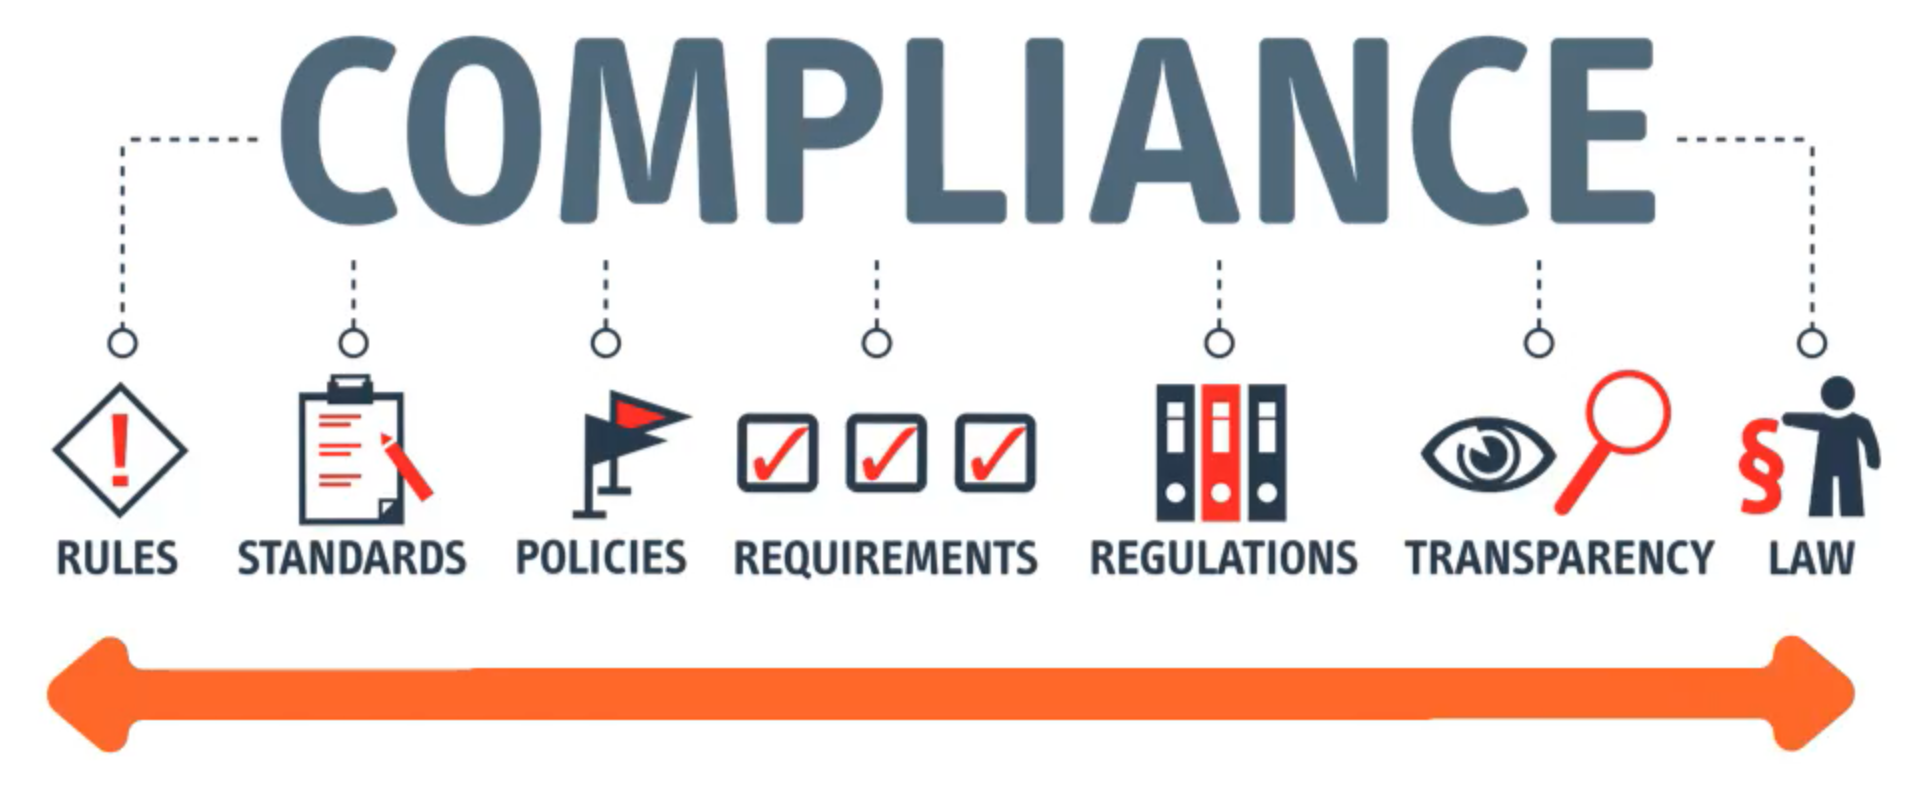 COMPLIANCE
!
§
RULES STANDARDS POLICIES REQUIREMENTS REGULATIONS TRANSPARENCY LAW